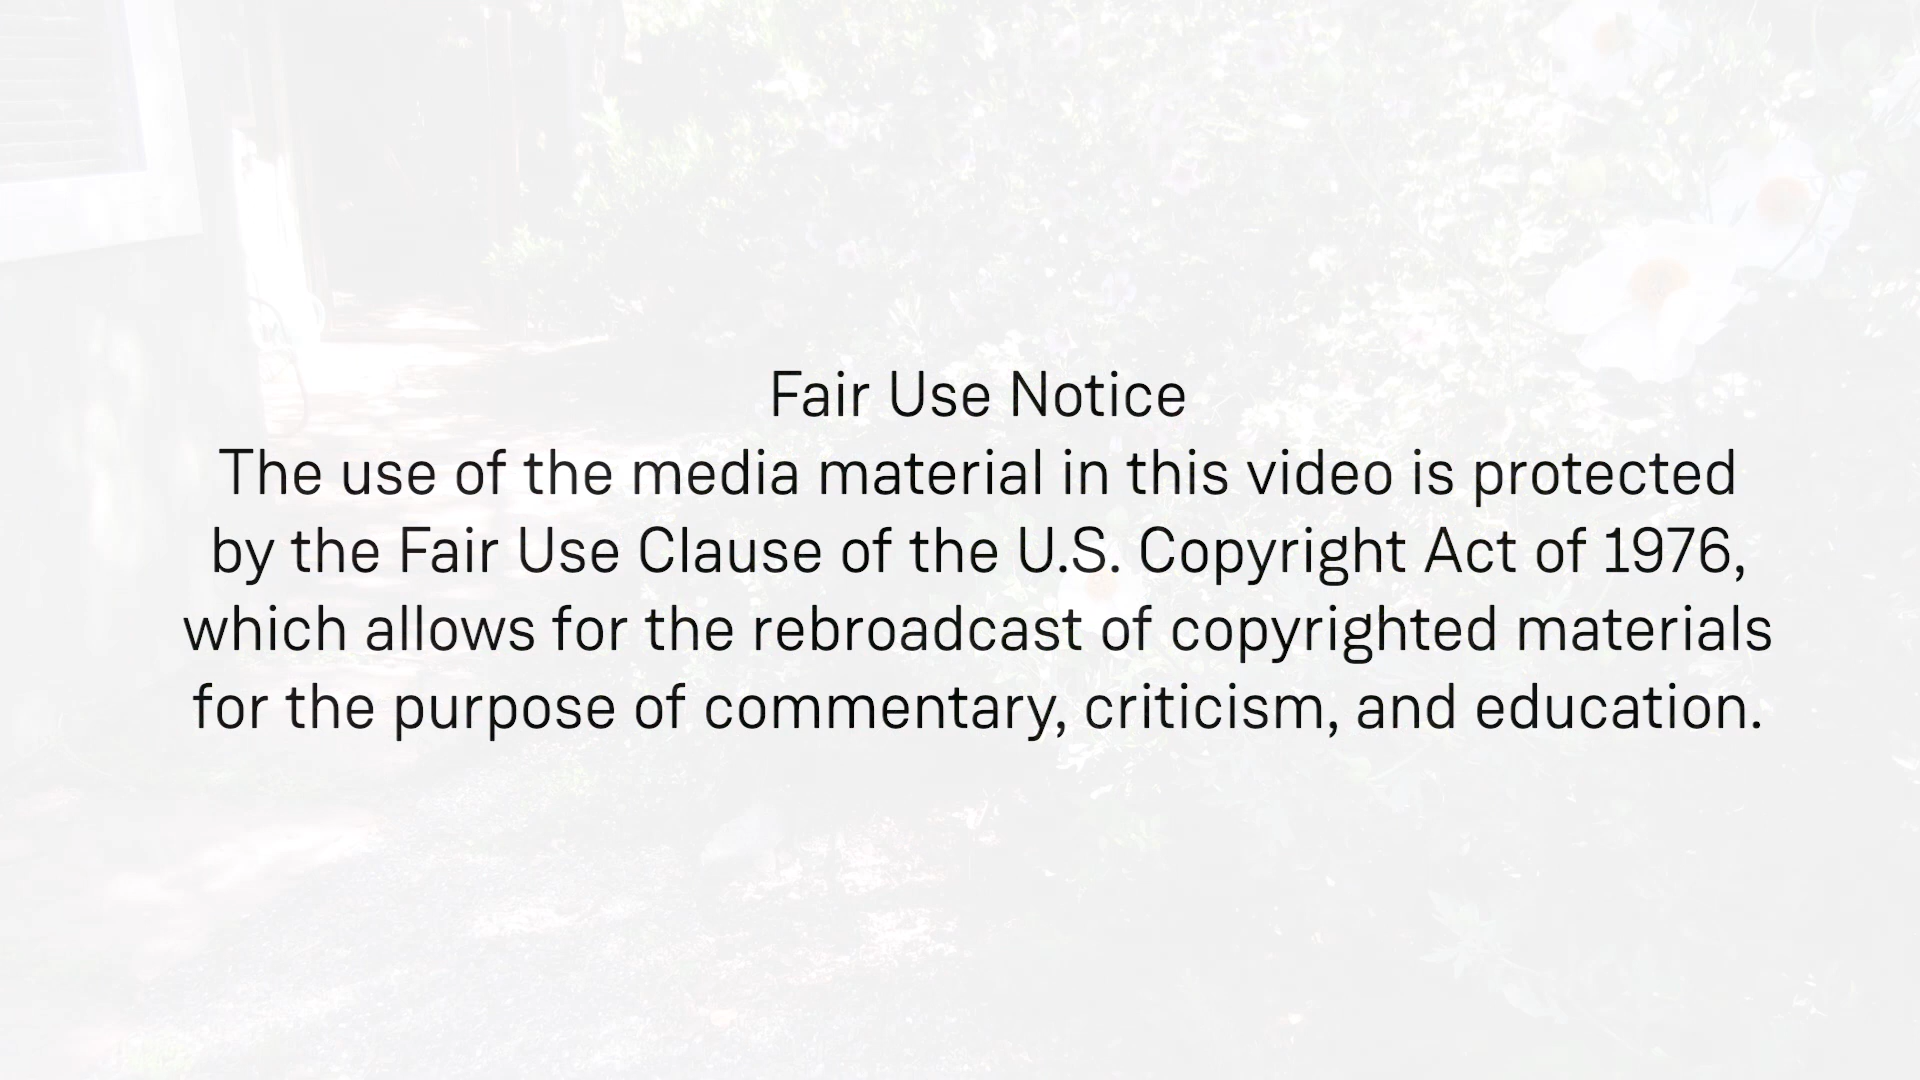 Fair Use Notice
The use of the media material in this video is protected
by the Fair Use Clause of the U.S. Copyright Act of 1976,
which allows for the rebroadcast of copyrighted materials
for the purpose of commentary, criticism, and education.